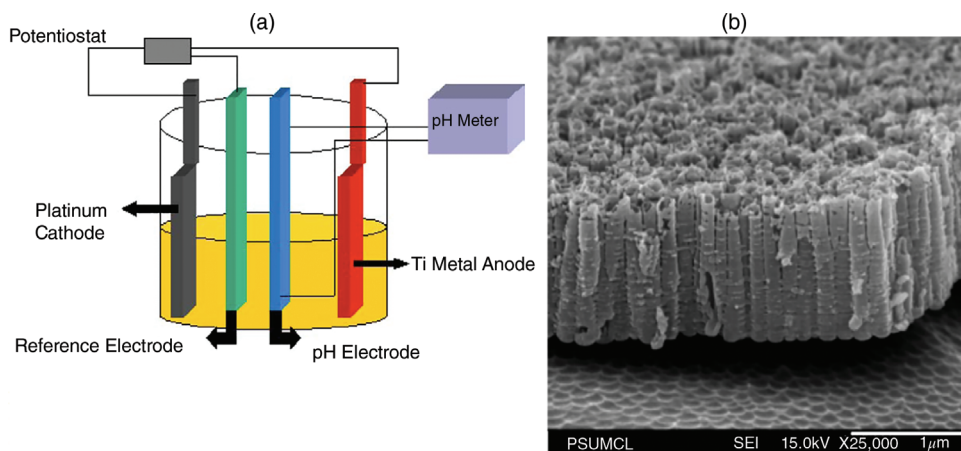 (a)
Potentiostat
pH Meter
Platinum
Cathode
Ti Metal Anode
Reference Electrode
pH Electrode
(b)
PSUMCL SEI 15.0kV X25,000 1μm